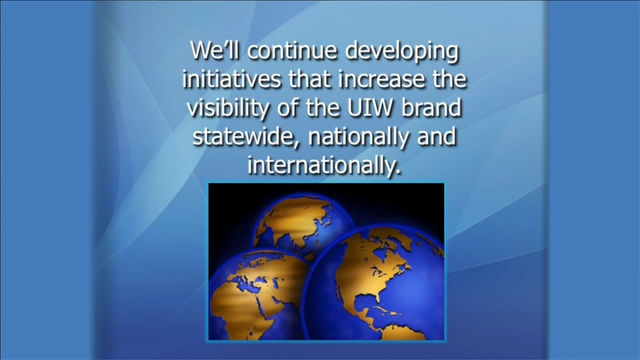 We’ll continue developing
initiatives that increase the
visibility of the UIW brand
statewide, nationally and
internationally.